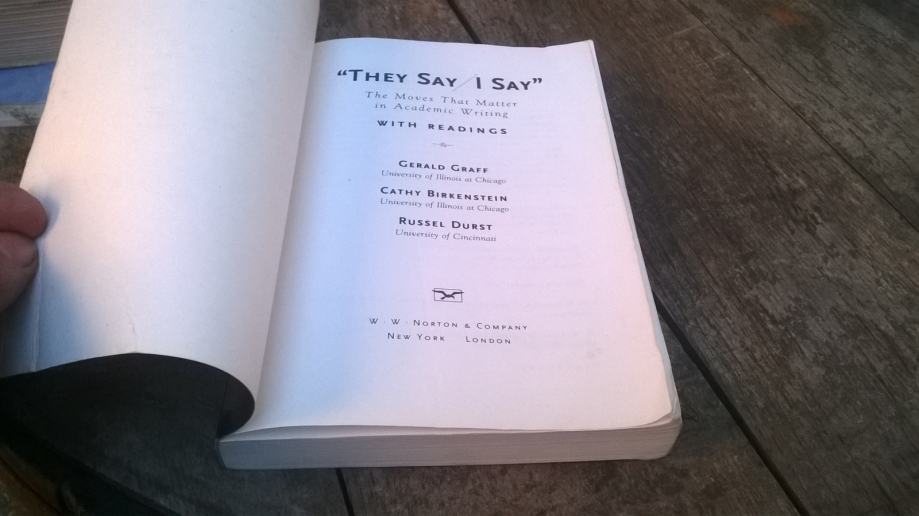 “THEY SAY / I SAY”
The Moves That Matter
in Academic Writing
WITH READINGS
GERALD GRAFF
University of Illinois at Chicago
CATHY BIRKENSTEIN
University of Illinois at Chicago
RUSSEL DURST
University of Cincinnati
W · W · NORTON & COMPANY
NEW YORK LONDON